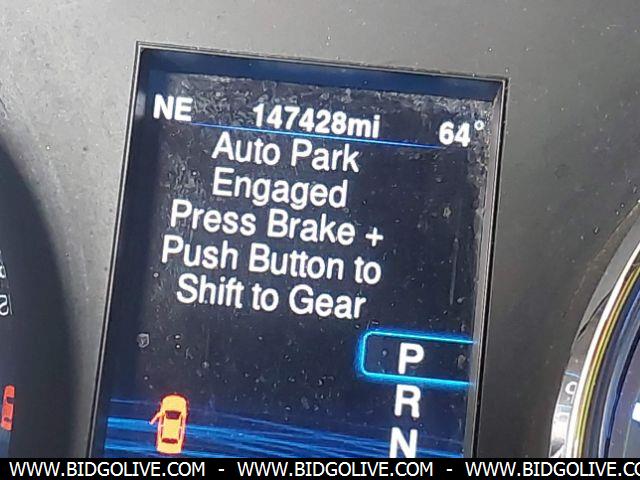 NE 147428mi 64°
Auto Park
Engaged
Press Brake +
Push Button to
Shift to Gear
P
R
N
WWW.BIDGOLIVE.COM - WWW.BIDGOLIVE.COM - WWW.BIDGOLIVE.CO